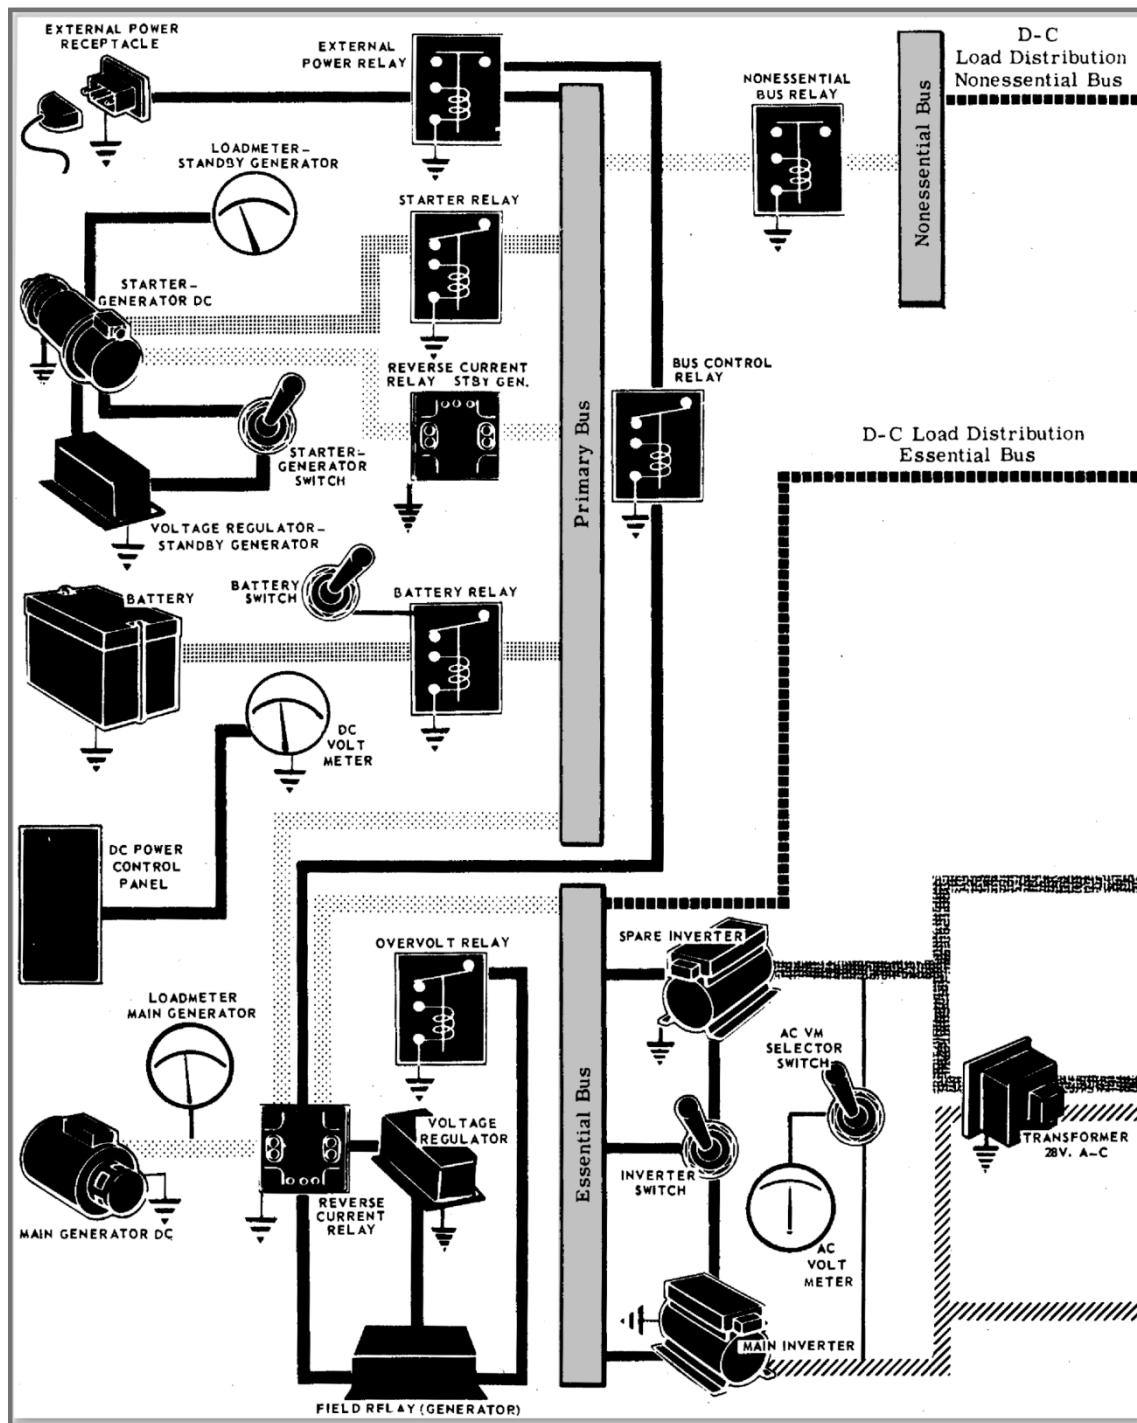 EXTERNAL POWER
RECEPTACLE
EXTERNAL
POWER RELAY
D-C
Load Distribution
Nonessential Bus
NONESSENTIAL
BUS RELAY
Nonessential Bus
LOADMETER-
STANDBY GENERATOR
STARTER RELAY
STARTER-
GENERATOR DC
REVERSE CURRENT
RELAY STBY GEN.
BUS CONTROL
RELAY
Primary Bus
D-C Load Distribution
Essential Bus
STARTER-
GENERATOR
SWITCH
VOLTAGE REGULATOR-
STANDBY GENERATOR
BATTERY
BATTERY
SWITCH
BATTERY RELAY
DC
VOLT
METER
DC POWER
CONTROL
PANEL
OVERVOLT RELAY
SPARE INVERTER
LOADMETER
MAIN GENERATOR
AC VM
SELECTOR
SWITCH
Essential Bus
VOLTAGE
REGULATOR
TRANSFORMER
28V. A-C
INVERTER
SWITCH
REVERSE
CURRENT
RELAY
MAIN GENERATOR DC
AC
VOLT
METER
MAIN INVERTER
FIELD RELAY (GENERATOR)